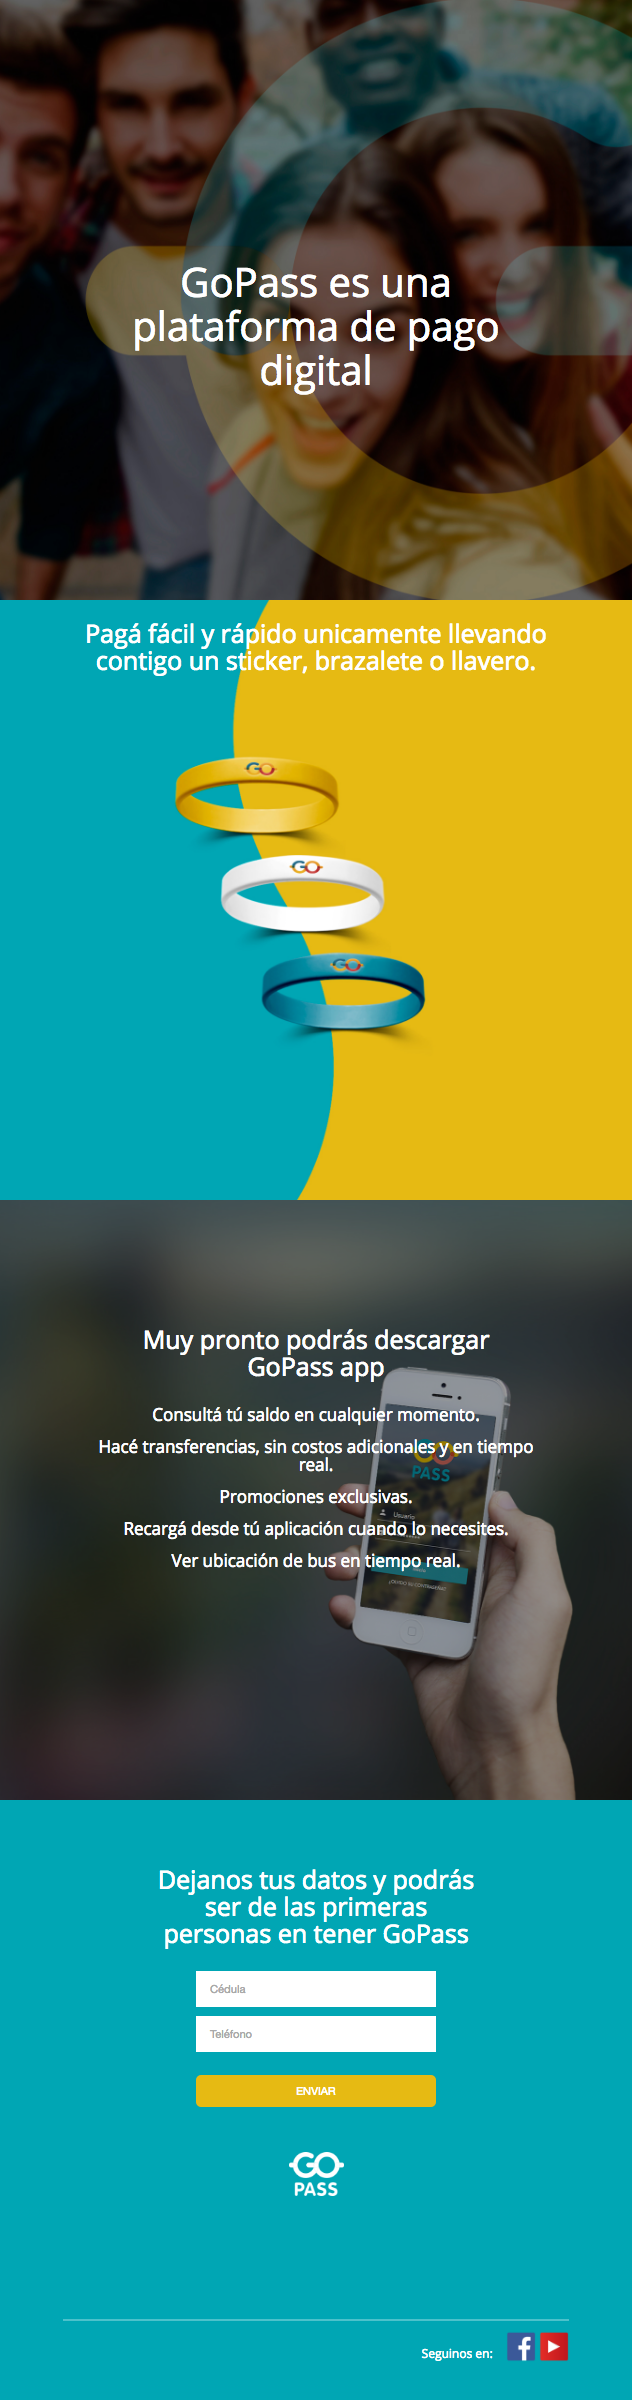 GoPass es una
plataforma de pago
digital
Pagá fácil y rápido unicamente llevando
contigo un sticker, brazalete o llavero.
GO
GO
GO
Muy pronto podrás descargar
GoPass app
Consultá tú saldo en cualquier momento.
Hacé transferencias, sin costos adicionales y en tiempo
real.
Promociones exclusivas.
Recargá desde tú aplicación cuando lo necesites.
Ver ubicación de bus en tiempo real.
GO
PASS
Usuario
Dejanos tus datos y podrás
ser de las primeras
personas en tener GoPass
Cédula
Teléfono
ENVIAR
GO
PASS
Seguinos en: